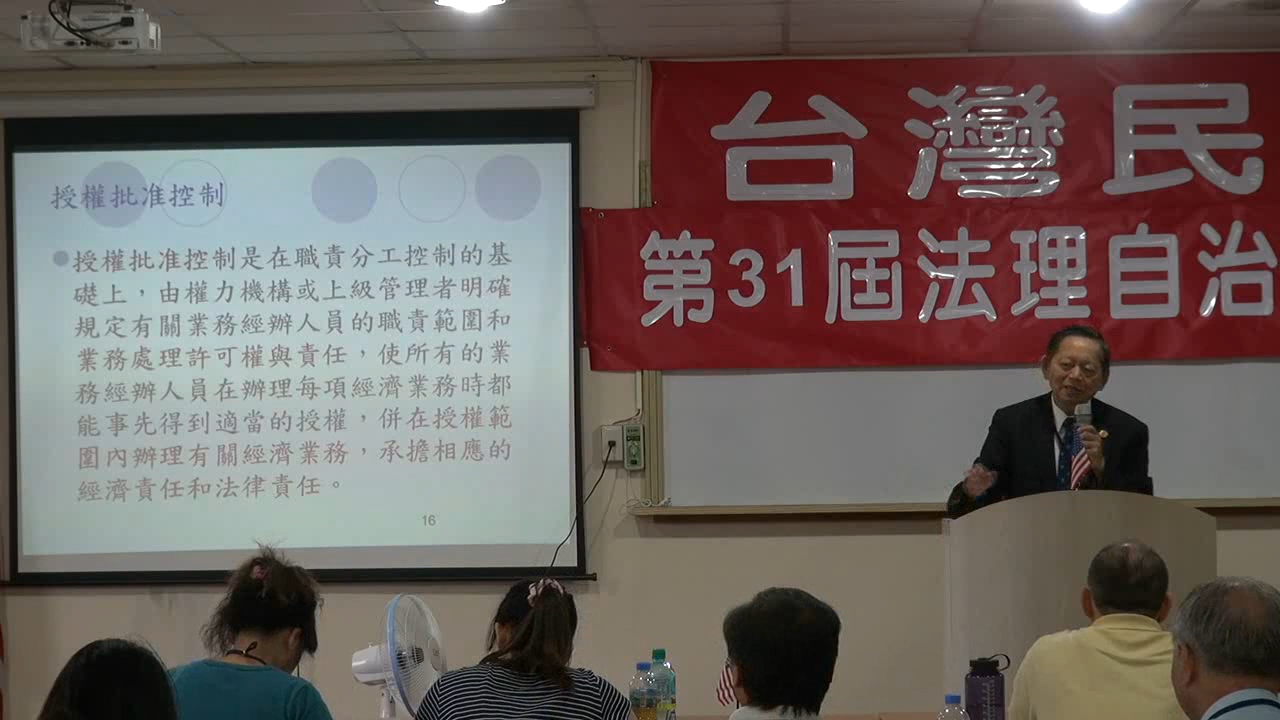 授權批准控制
授權批准控制是在職責分工控制的基
礎上，由權力機構或上級管理者明確
規定有關業務經辦人員的職責範圍和
業務處理許可權與責任，使所有的業
務經辦人員在辦理每項經濟業務時都
能事先得到適當的授權，併在授權範
圍內辦理有關經濟業務，承擔相應的
經濟責任和法律責任。
16
台灣民
第31屆法理自治